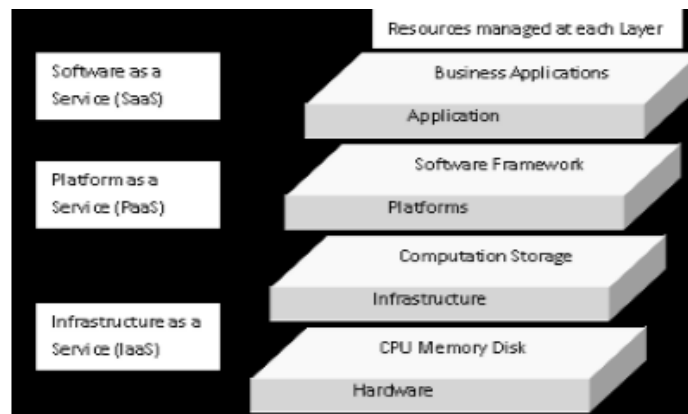 Resources managed at each Layer
Software as a
Service (SaaS)
Business Applications
Application
Platform as a
Service (PaaS)
Software Framework
Platforms
Computation Storage
Infrastructure
Infrastructure as a
Service (IaaS)
CPU Memory Disk
Hardware